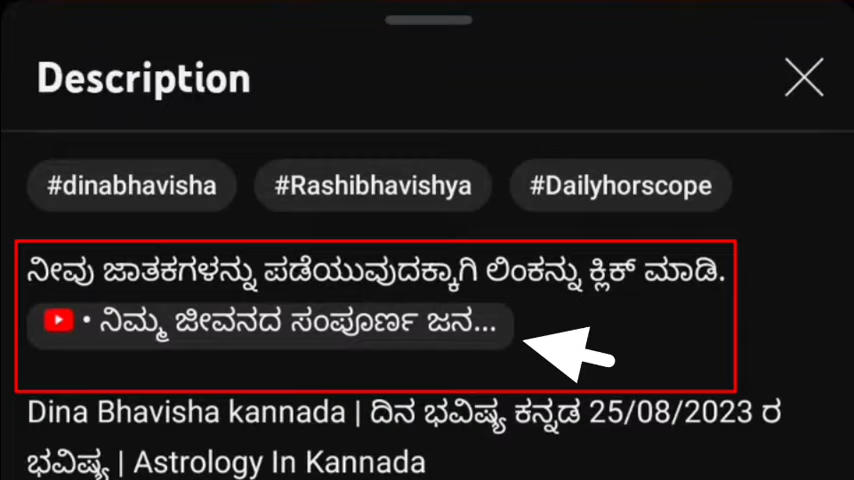 Description
#dinabhavisha #Rashibhavishya #Dailyhorscope
ನೀವು ಜಾತಕಗಳನ್ನು ಪಡೆಯುವುದಕ್ಕಾಗಿ ಲಿಂಕನ್ನು ಕ್ಲಿಕ್ ಮಾಡಿ.
• ನಿಮ್ಮ ಜೀವನದ ಸಂಪೂರ್ಣ ಜನ...
Dina Bhavisha kannada | ದಿನ ಭವಿಷ್ಯ ಕನ್ನಡ 25/08/2023 ರ
ಭವಿಷ್ಯ | Astrology In Kannada